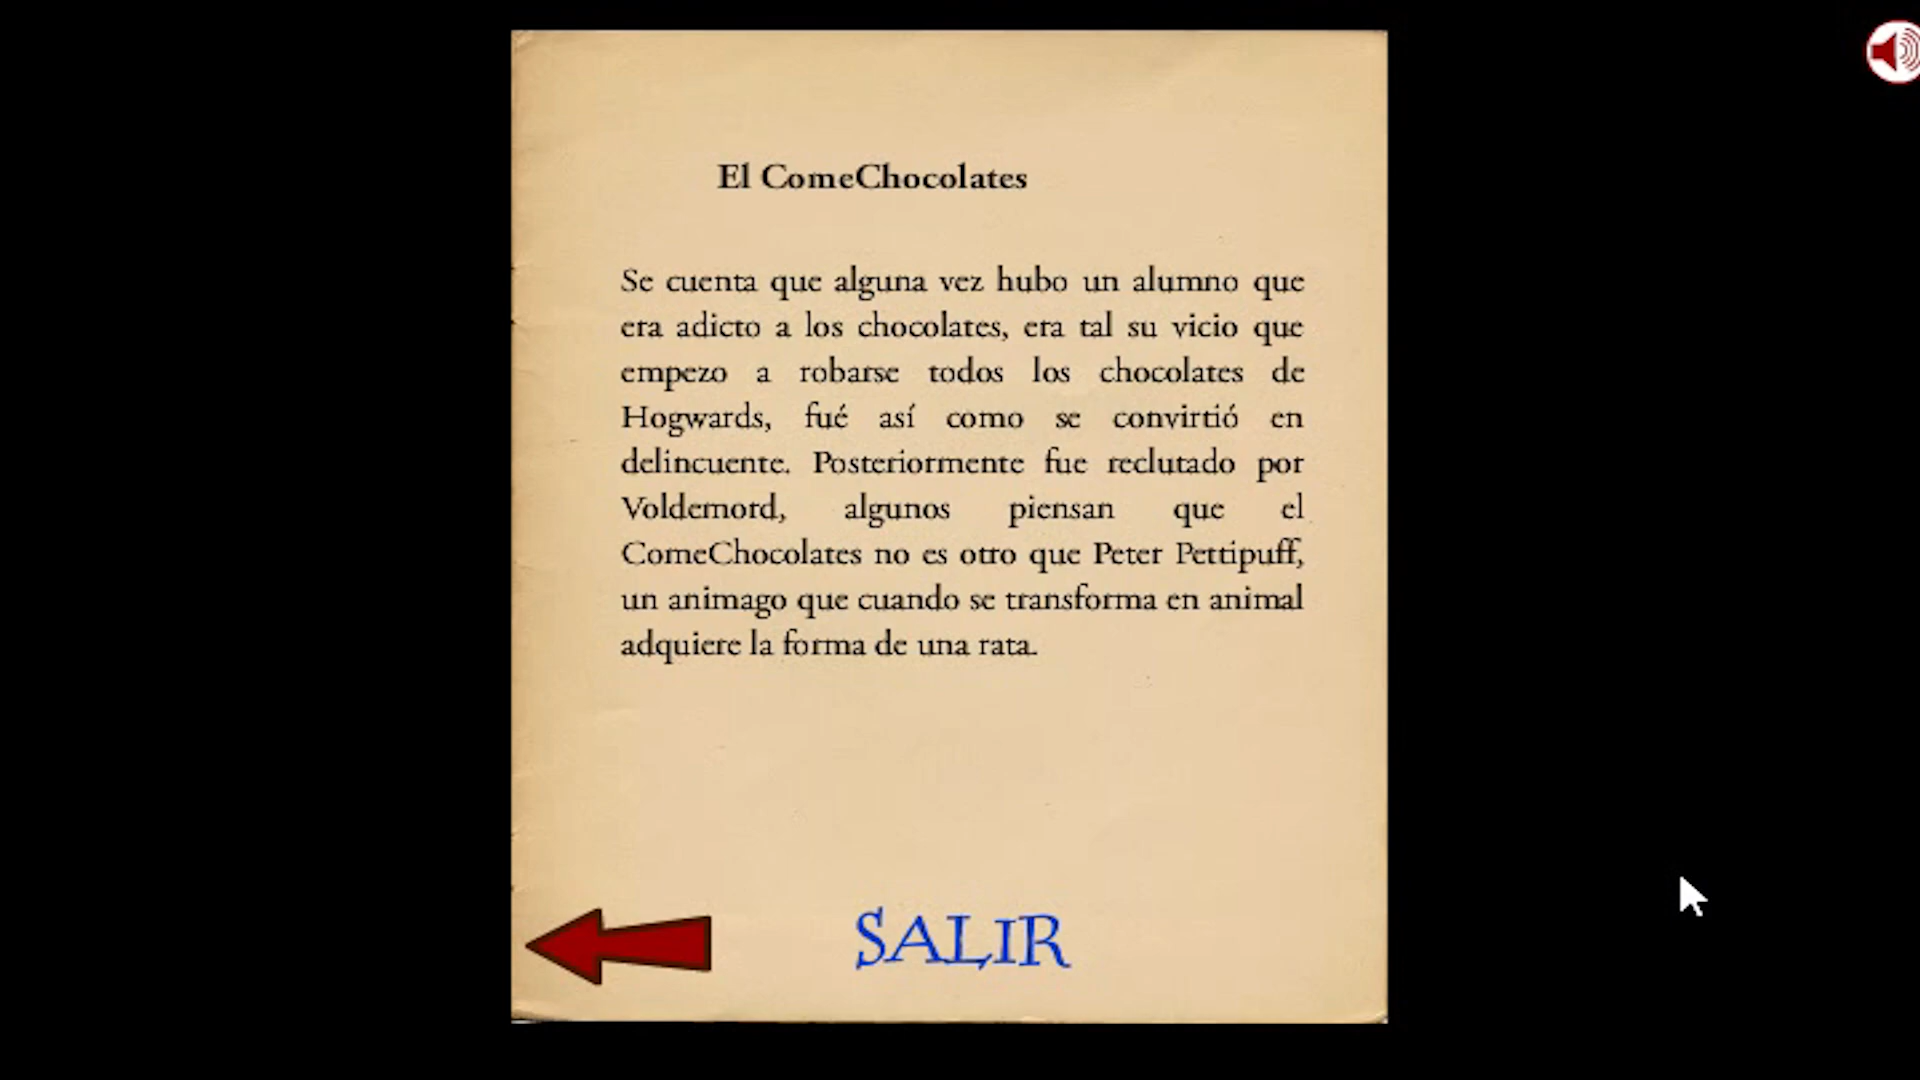 El ComeChocolates
Se cuenta que alguna vez hubo un alumno que
era adicto a los chocolates, era tal su vicio que
empezo a robarse todos los chocolates de
Hogwards, fué así como se convirtió en
delincuente. Posteriormente fue reclutado por
Voldemord, algunos piensan que el
ComeChocolates no es otro que Peter Pettipuff,
un animago que cuando se transforma en animal
adquiere la forma de una rata.
SALIR